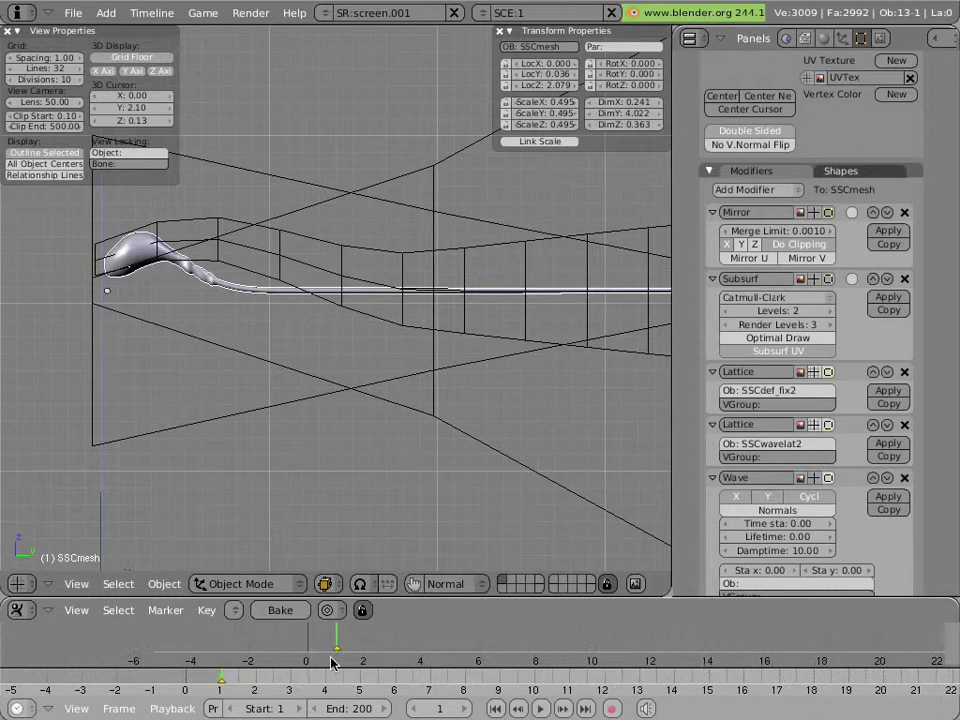 File Add Timeline Game Render Help SR:screen.001 SCE:1 www.blender.org 244.1 Ve:3009 | Fa:2992 | Ob:13-1 | La:0
View Properties
Grid: 3D Display:
Spacing: 1.00 Grid Floor
Lines: 32 X Axi Y Axi Z Axi
Divisions: 10
View Camera: 3D Cursor:
Lens: 50.00 X: 0.00
Clip Start: 0.10 Y: 2.10
Clip End: 500.00 Z: 0.13
Display: View Locking:
Outline Selected Object:
All Object Centers Bone:
Relationship Lines
Transform Properties
OB: SSCmesh Par:
LocX: 0.000 RotX: 0.000
LocY: 0.036 RotY: 0.000
LocZ: 2.079 RotZ: 0.000
ScaleX: 0.495 DimX: 0.241
ScaleY: 0.495 DimY: 4.022
ScaleZ: 0.495 DimZ: 0.363
Link Scale
Panels
UV Texture New
UVTex
Vertex Color New
Center Center Ne
Center Cursor
Double Sided
No V.Normal Flip
Modifiers Shapes
Add Modifier To: SSCmesh
Mirror
Merge Limit: 0.0010 Apply
X Y Z Do Clipping Copy
Mirror U Mirror V
Subsurf
Catmull-Clark Apply
Levels: 2 Copy
Render Levels: 3
Optimal Draw
Subsurf UV
Lattice
Ob: SSCdef_fix2 Apply
VGroup: Copy
Lattice
Ob: SSCwavelat2 Apply
VGroup: Copy
Wave
X Y Cycl Apply
Normals Copy
Time sta: 0.00
Lifetime: 0.00
Damptime: 10.00
Sta x: 0.00 Sta y: 0.00
Ob:
z
y
(1) SSCmesh
View Select Object Object Mode Normal
View Select Marker Key Bake
-6 -4 -2 0 2 4 6 8 10 12 14 16 18 20 22
-5 -4 -3 -2 -1 0 1 2 3 4 5 6 7 8 9 10 11 12 13 14 15 16 17 18 19 20 21 22
View Frame Playback Pr Start: 1 End: 200 1